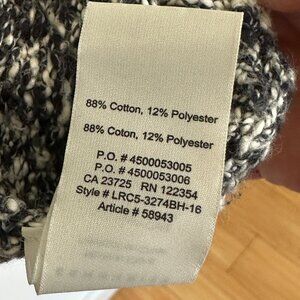 88% Cotton, 12% Polyester
88% Coton, 12% Polyester
P.O. # 4500053005
P.O. # 4500053006
CA 23725 RN 122354
Style # LRC5-3274BH-16
Article # 58943